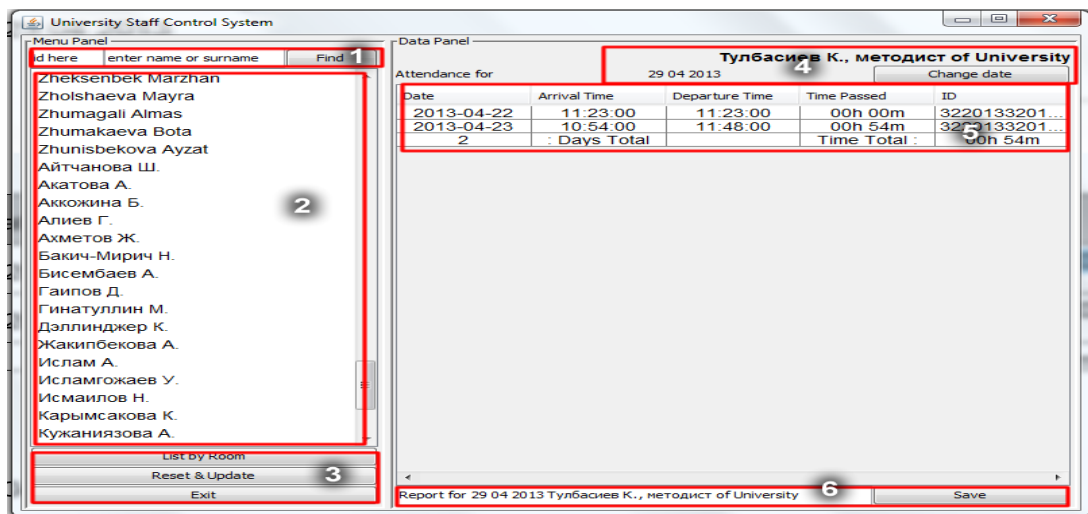 University Staff Control System
Menu Panel
id here enter name or surname Find 1
Zheksenbek Marzhan
Zholshaeva Mayra
Zhumagali Almas
Zhumakaeva Bota
Zhunisbekova Ayzat
Айтчанова Ш.
Акатова А.
Аккожина Б.
Алиев Г.
Ахметов Ж.
Бакич-Мирич Н.
Бисембаев А.
Гаипов Д.
Гинатуллин М.
Дэллинджер К.
Жакипбекова А.
Ислам А.
Исламгожаев У.
Исмаилов Н.
Карымсакова К.
Кужаниязова А.
2
List by Room
Reset & Update
Exit
3
Data Panel
Тулбасиев К., методист of University
4
Attendance for 29 04 2013 Change date
Date Arrival Time Departure Time Time Passed ID
2013-04-22 11:23:00 11:23:00 00h 00m 3220133201...
2013-04-23 10:54:00 11:48:00 00h 54m 3220133201...
2 : Days Total Time Total : 00h 54m
5
Report for 29 04 2013 Тулбасиев К., методист of University 6 Save